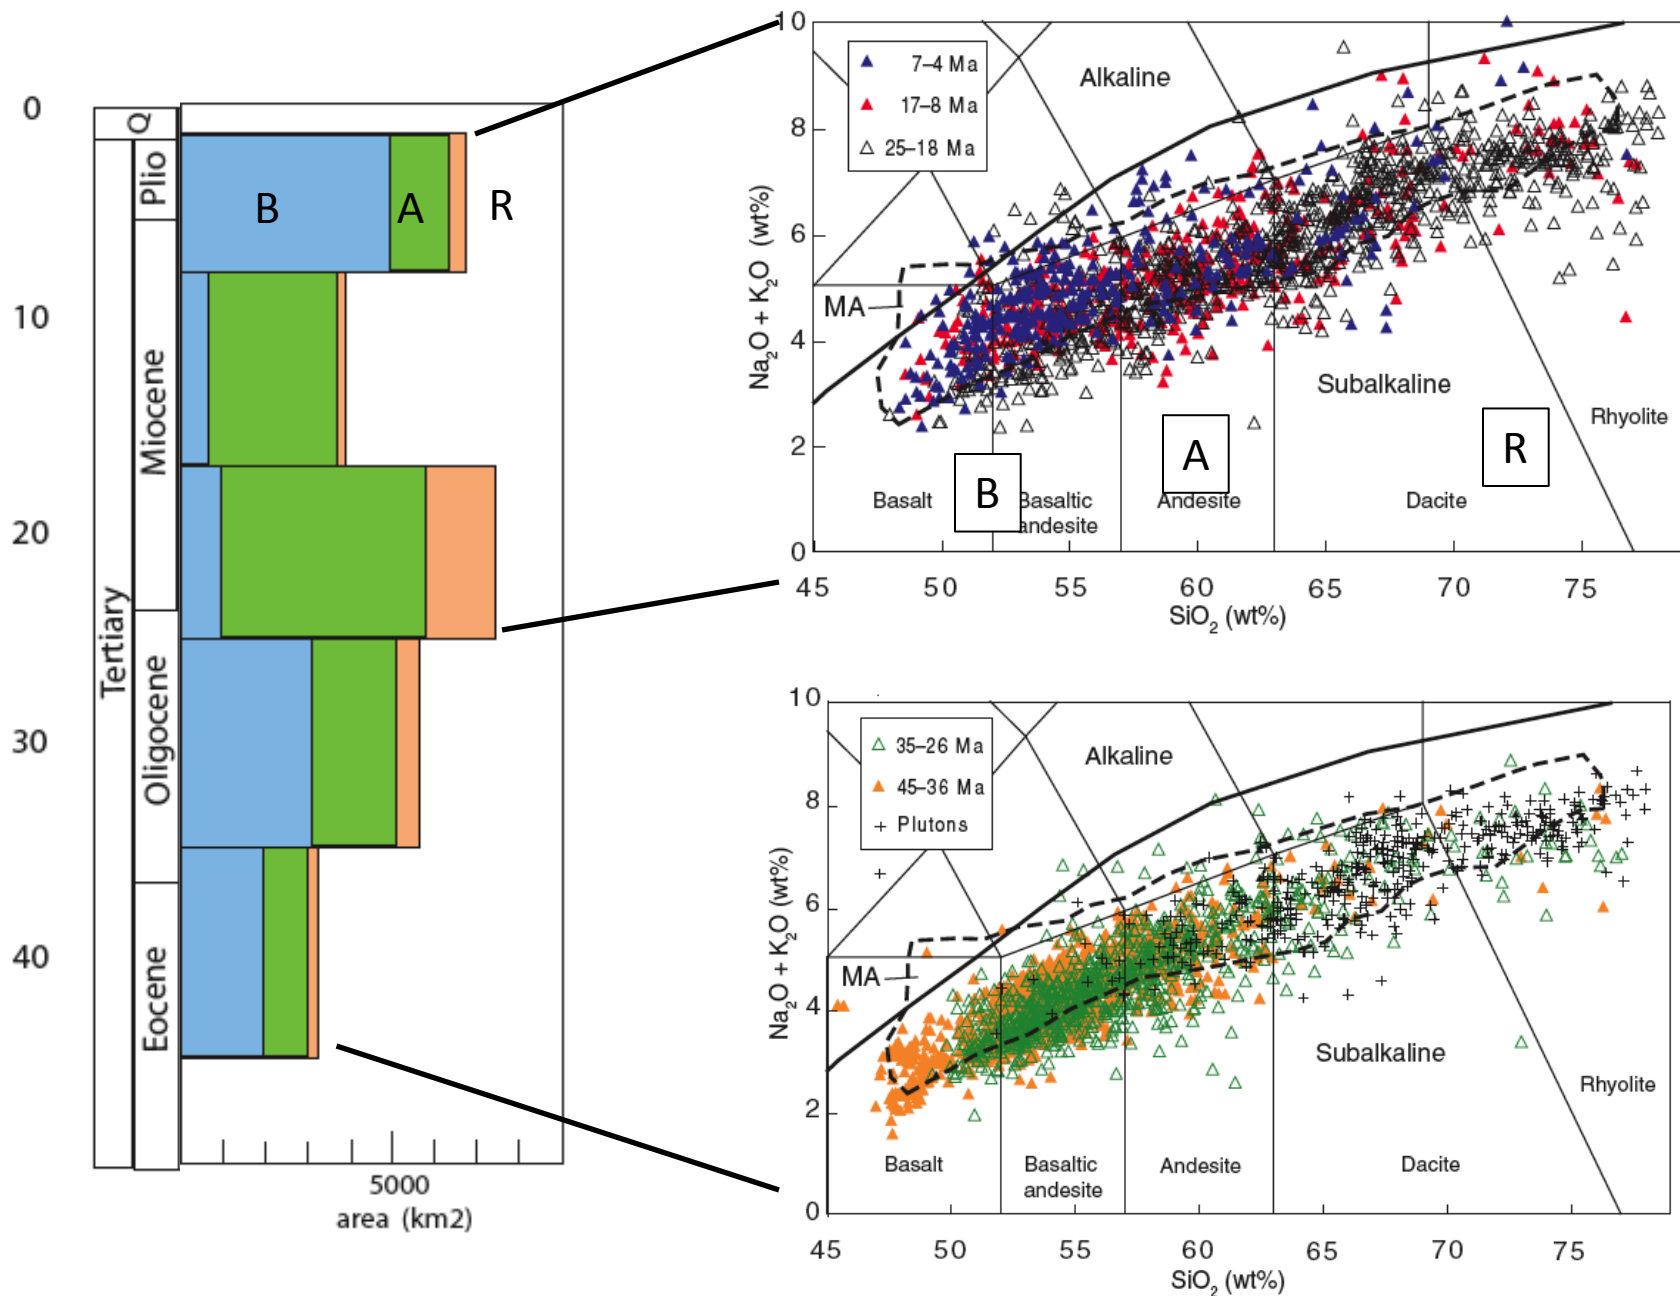 0
10
20
30
40
Q
Plio
Miocene
Oligocene
Eocene
Tertiary
B
A
R
5000
area (km2)
10
8
6
4
2
0
Na2O + K2O (wt%)
7–4 Ma
17–8 Ma
25–18 Ma
Alkaline
MA
Subalkaline
Rhyolite
B
A
R
Basalt
Basaltic
andesite
Andesite
Dacite
45
50
55
60
65
70
75
SiO2 (wt%)
10
8
6
4
2
0
Na2O + K2O (wt%)
35–26 Ma
45–36 Ma
Plutons
Alkaline
MA
Subalkaline
Rhyolite
Basalt
Basaltic
andesite
Andesite
Dacite
45
50
55
60
65
70
75
SiO2 (wt%)